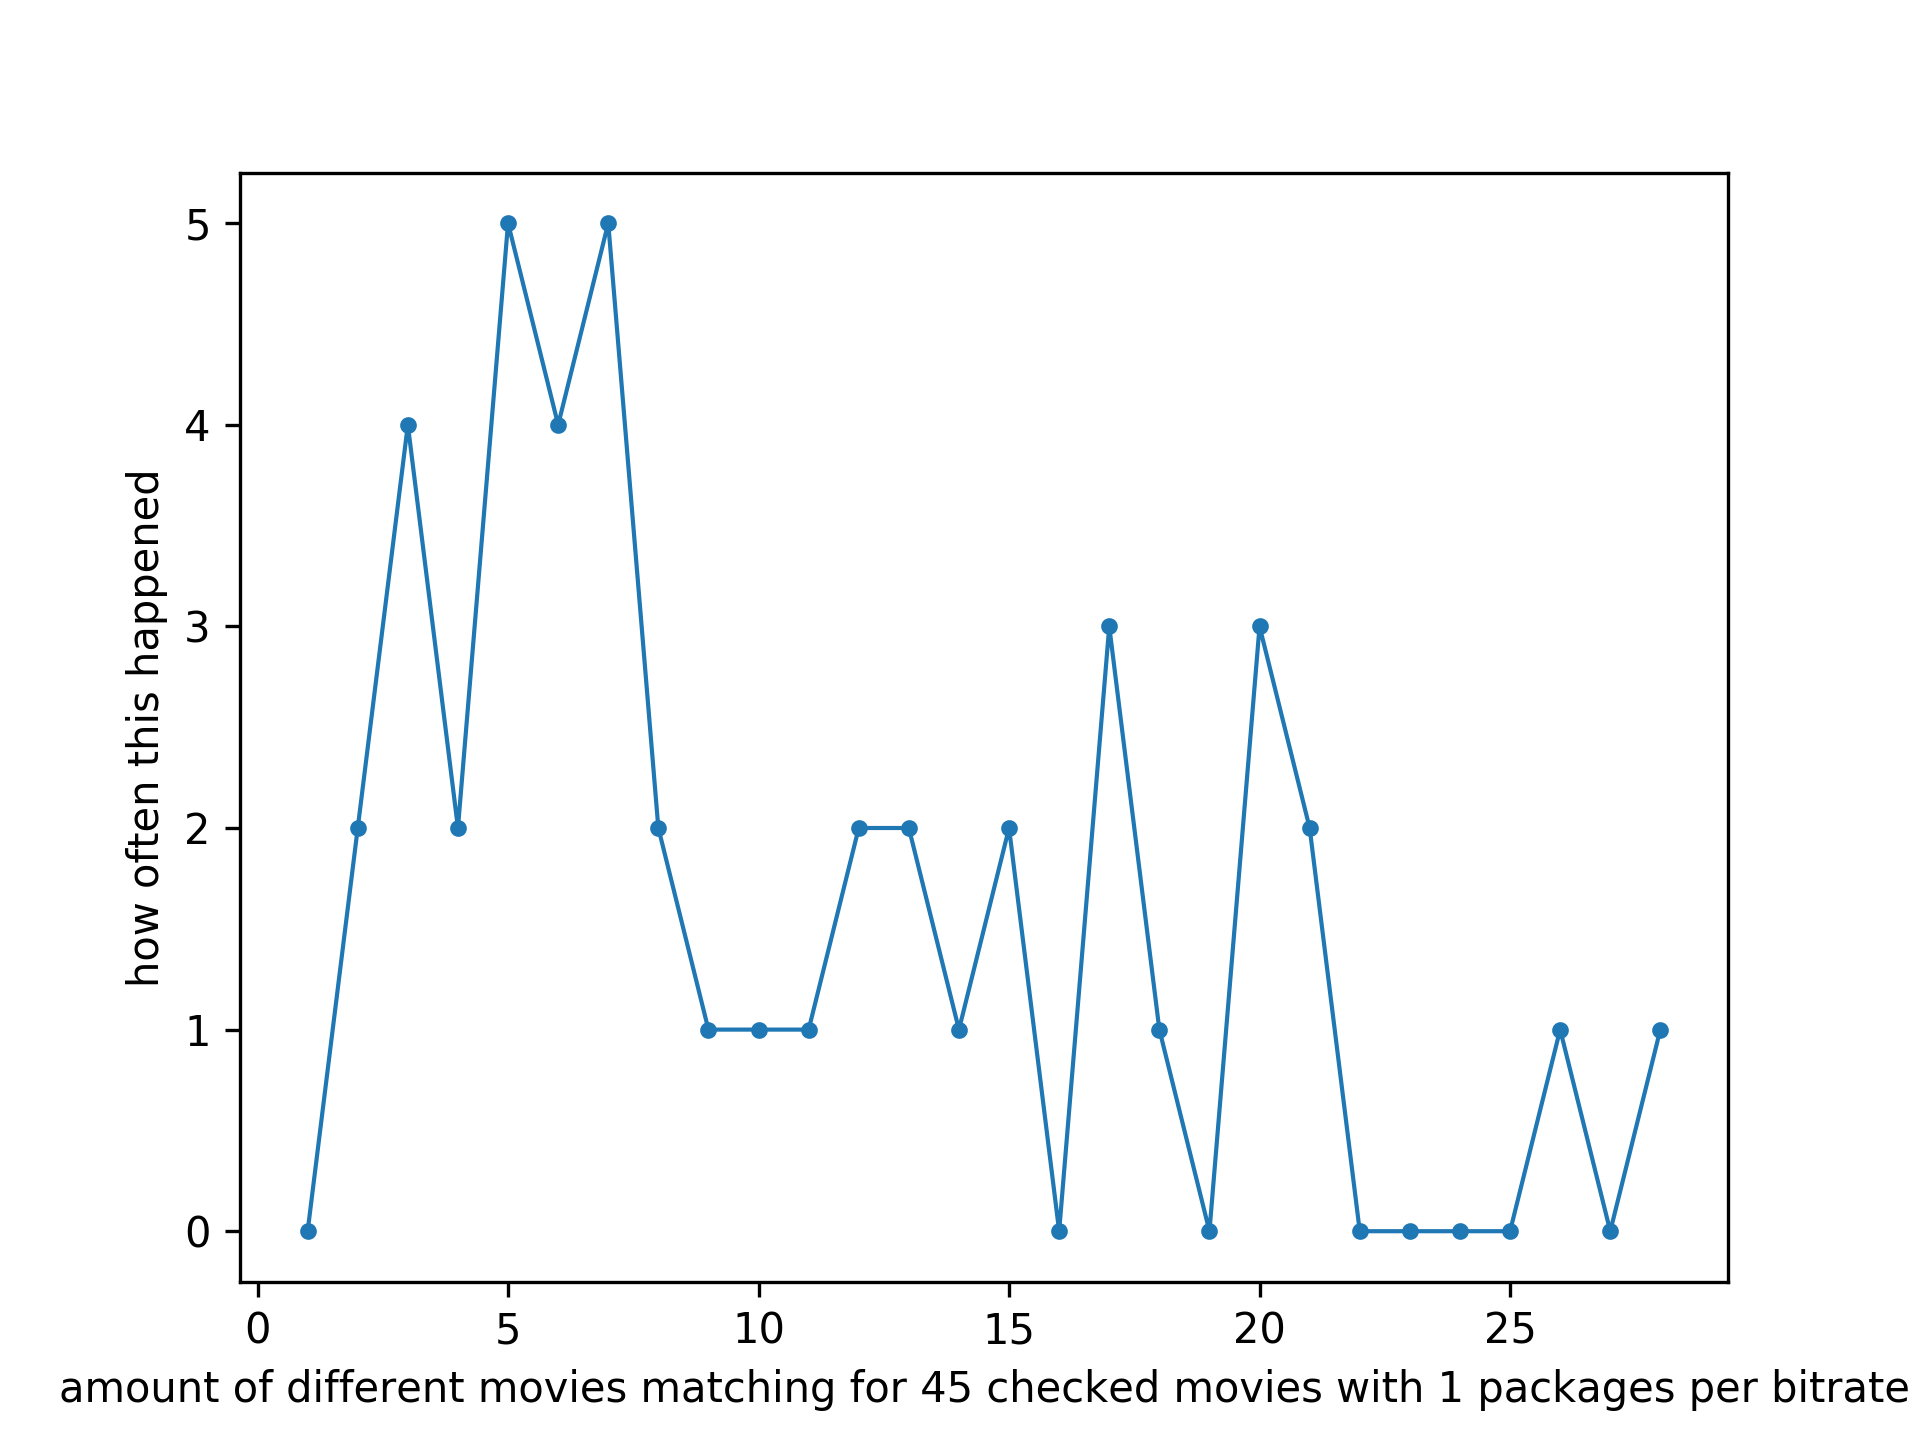 how often this happened
5
4
3
2
1
0
0 5 10 15 20 25
amount of different movies matching for 45 checked movies with 1 packages per bitrate